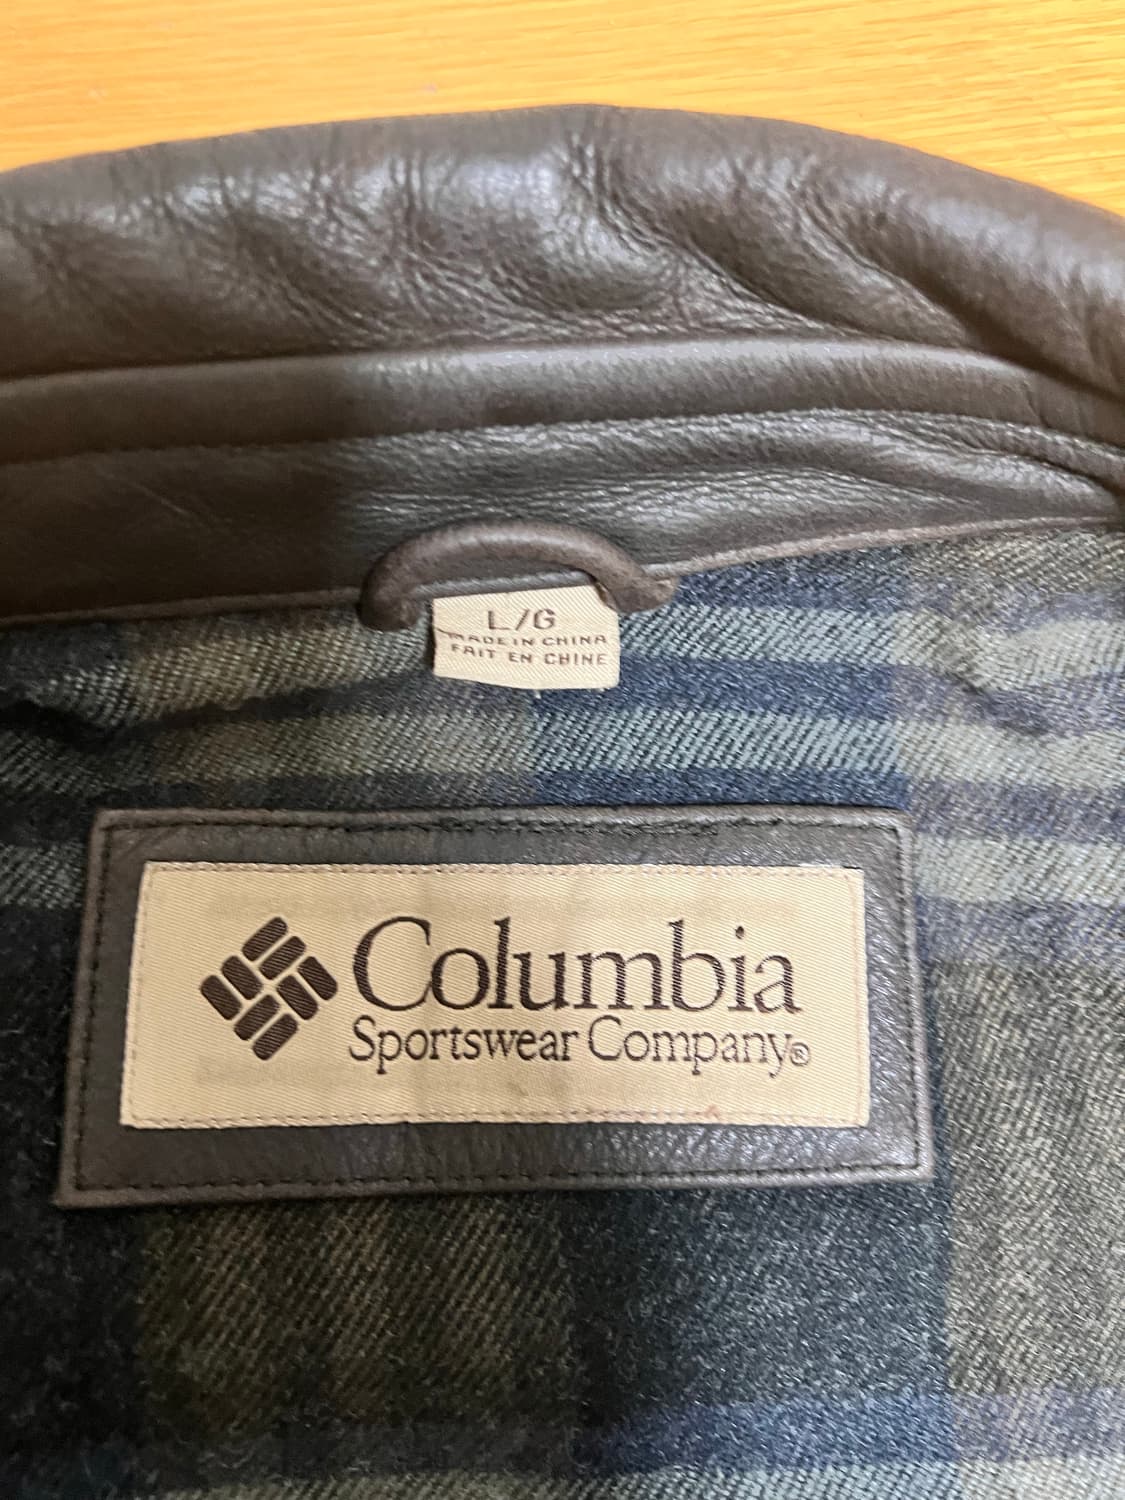 L/G
MADE IN CHINA
FAIT EN CHINE
Columbia
Sportswear Company®